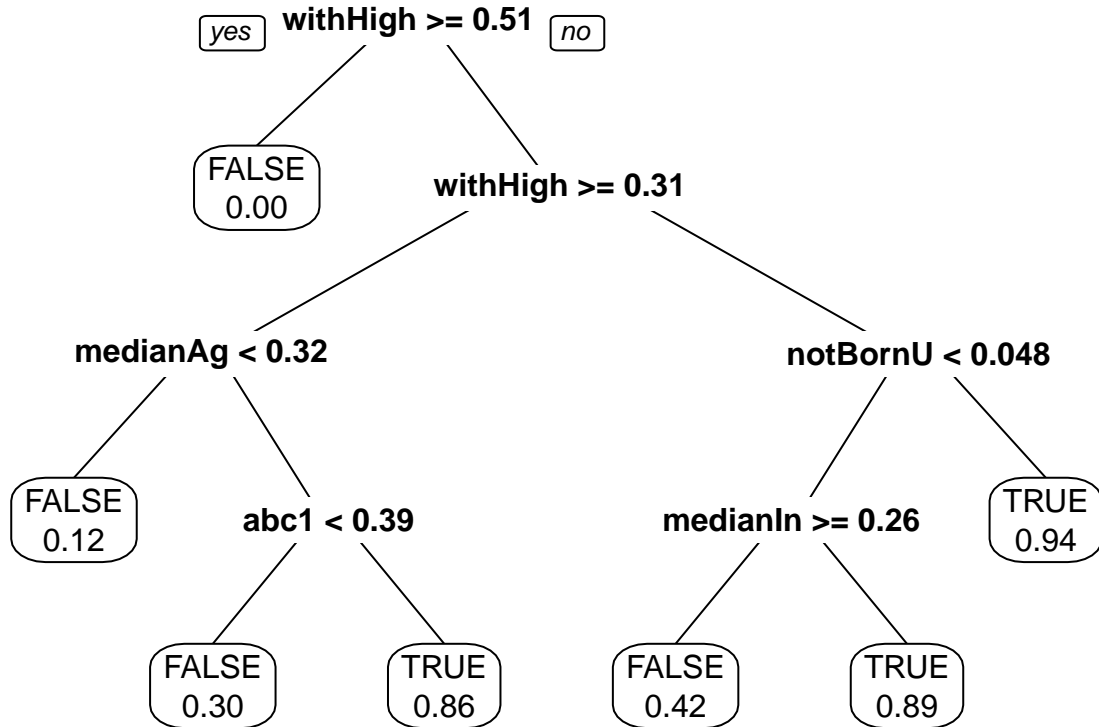 yes withHigh >= 0.51 no
FALSE
0.00
withHigh >= 0.31
medianAg < 0.32
notBornU < 0.048
FALSE
0.12
abc1 < 0.39
medianIn >= 0.26
TRUE
0.94
FALSE
0.30
TRUE
0.86
FALSE
0.42
TRUE
0.89